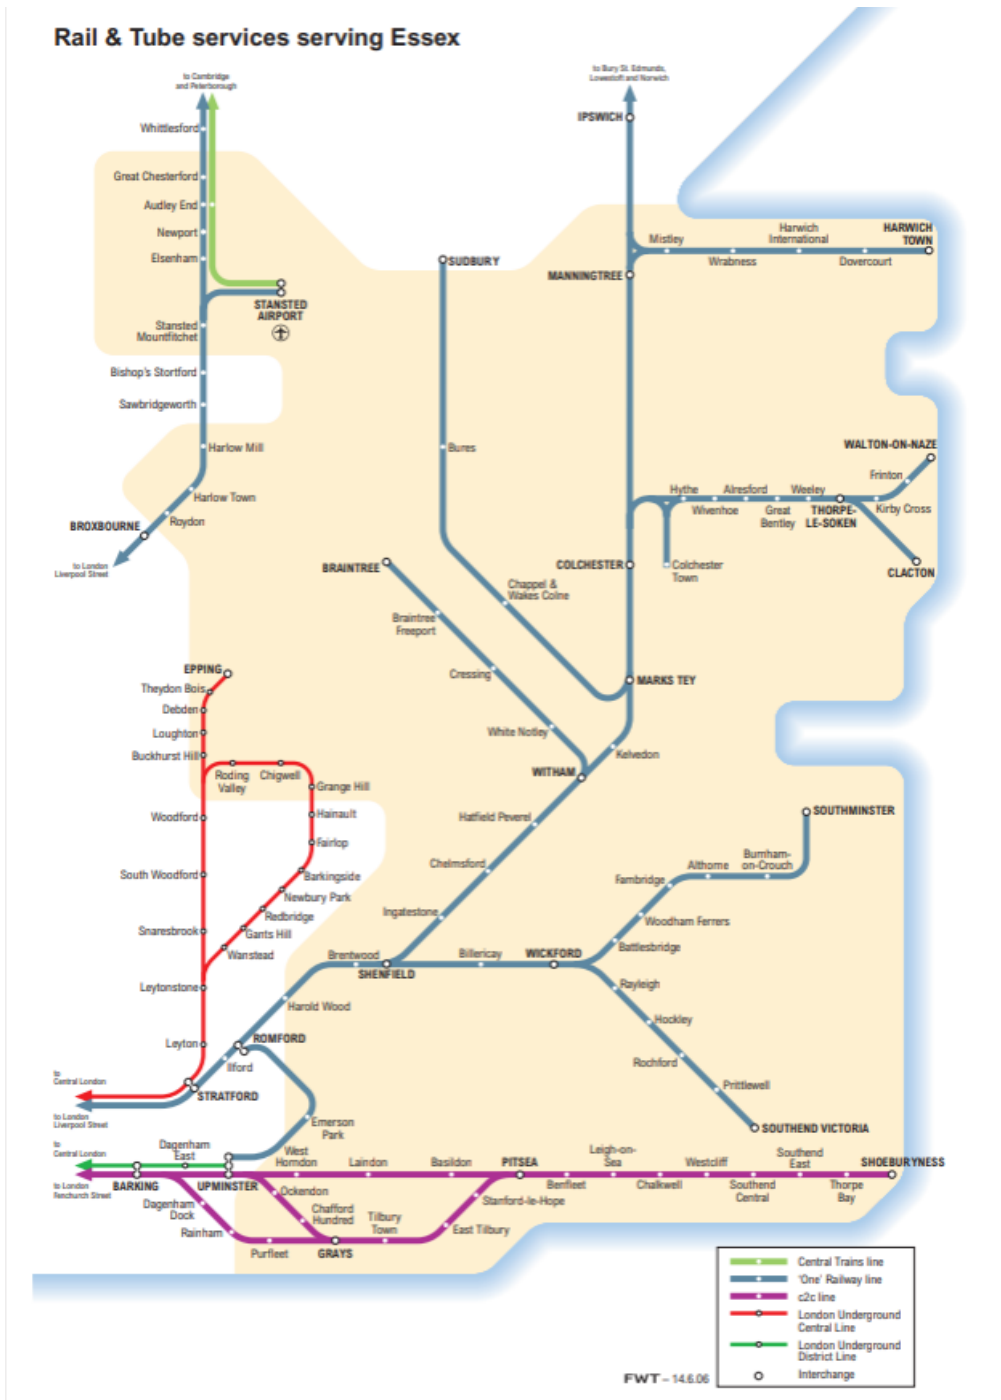 Rail & Tube services serving Essex
to Cambridge
and Peterborough
to Bury St. Edmunds,
Lowestoft and Norwich
Whittlesford
IPSWICH
Great Chesterford
Audley End
Newport
Elsenham
STANSTED
AIRPORT
Stansted
Mountfitchet
Bishop's Stortford
Sawbridgeworth
Harlow Mill
Harlow Town
Roydon
BROXBOURNE
to London
Liverpool Street
SUDBURY
Bures
Chappel &
Wakes Colne
MANNINGTREE
Mistley
Wrabness
Harwich
International
Dovercourt
HARWICH
TOWN
WALTON-ON-NAZE
Frinton
Kirby Cross
Hythe
Wivenhoe
Alresford
Great
Bentley
Weeley
THORPE-
LE-SOKEN
CLACTON
COLCHESTER
Colchester
Town
BRAINTREE
Braintree
Freeport
Cressing
White Notley
MARKS TEY
Kelvedon
WITHAM
Hatfield Peverel
Chelmsford
Ingatestone
EPPING
Theydon Bois
Debden
Loughton
Buckhurst Hill
Roding
Valley
Chigwell
Grange Hill
Hainault
Fairlop
Barkingside
Newbury Park
Redbridge
Gants Hill
Wanstead
Woodford
South Woodford
Snaresbrook
Leytonstone
Leyton
SOUTHMINSTER
Burnham-
on-Crouch
Althorne
Fambridge
Woodham Ferrers
Battlesbridge
Brentwood
SHENFIELD
Billericay
WICKFORD
Rayleigh
Hockley
Rochford
Prittlewell
SOUTHEND VICTORIA
Harold Wood
ROMFORD
Ilford
STRATFORD
to
Central London
to London
Liverpool Street
Emerson
Park
to
Central London
to London
Fenchurch Street
BARKING
Dagenham
East
UPMINSTER
West
Horndon
Laindon
Basildon
PITSEA
Benfleet
Leigh-on-
Sea
Chalkwell
Westcliff
Southend
Central
Southend
East
Thorpe
Bay
SHOEBURYNESS
Dagenham
Dock
Rainham
Purfleet
Ockendon
Chafford
Hundred
GRAYS
Tilbury
Town
East Tilbury
Stanford-le-Hope
Central Trains line
'One' Railway line
c2c line
London Underground
Central Line
London Underground
District Line
Interchange
FWT – 14.6.06